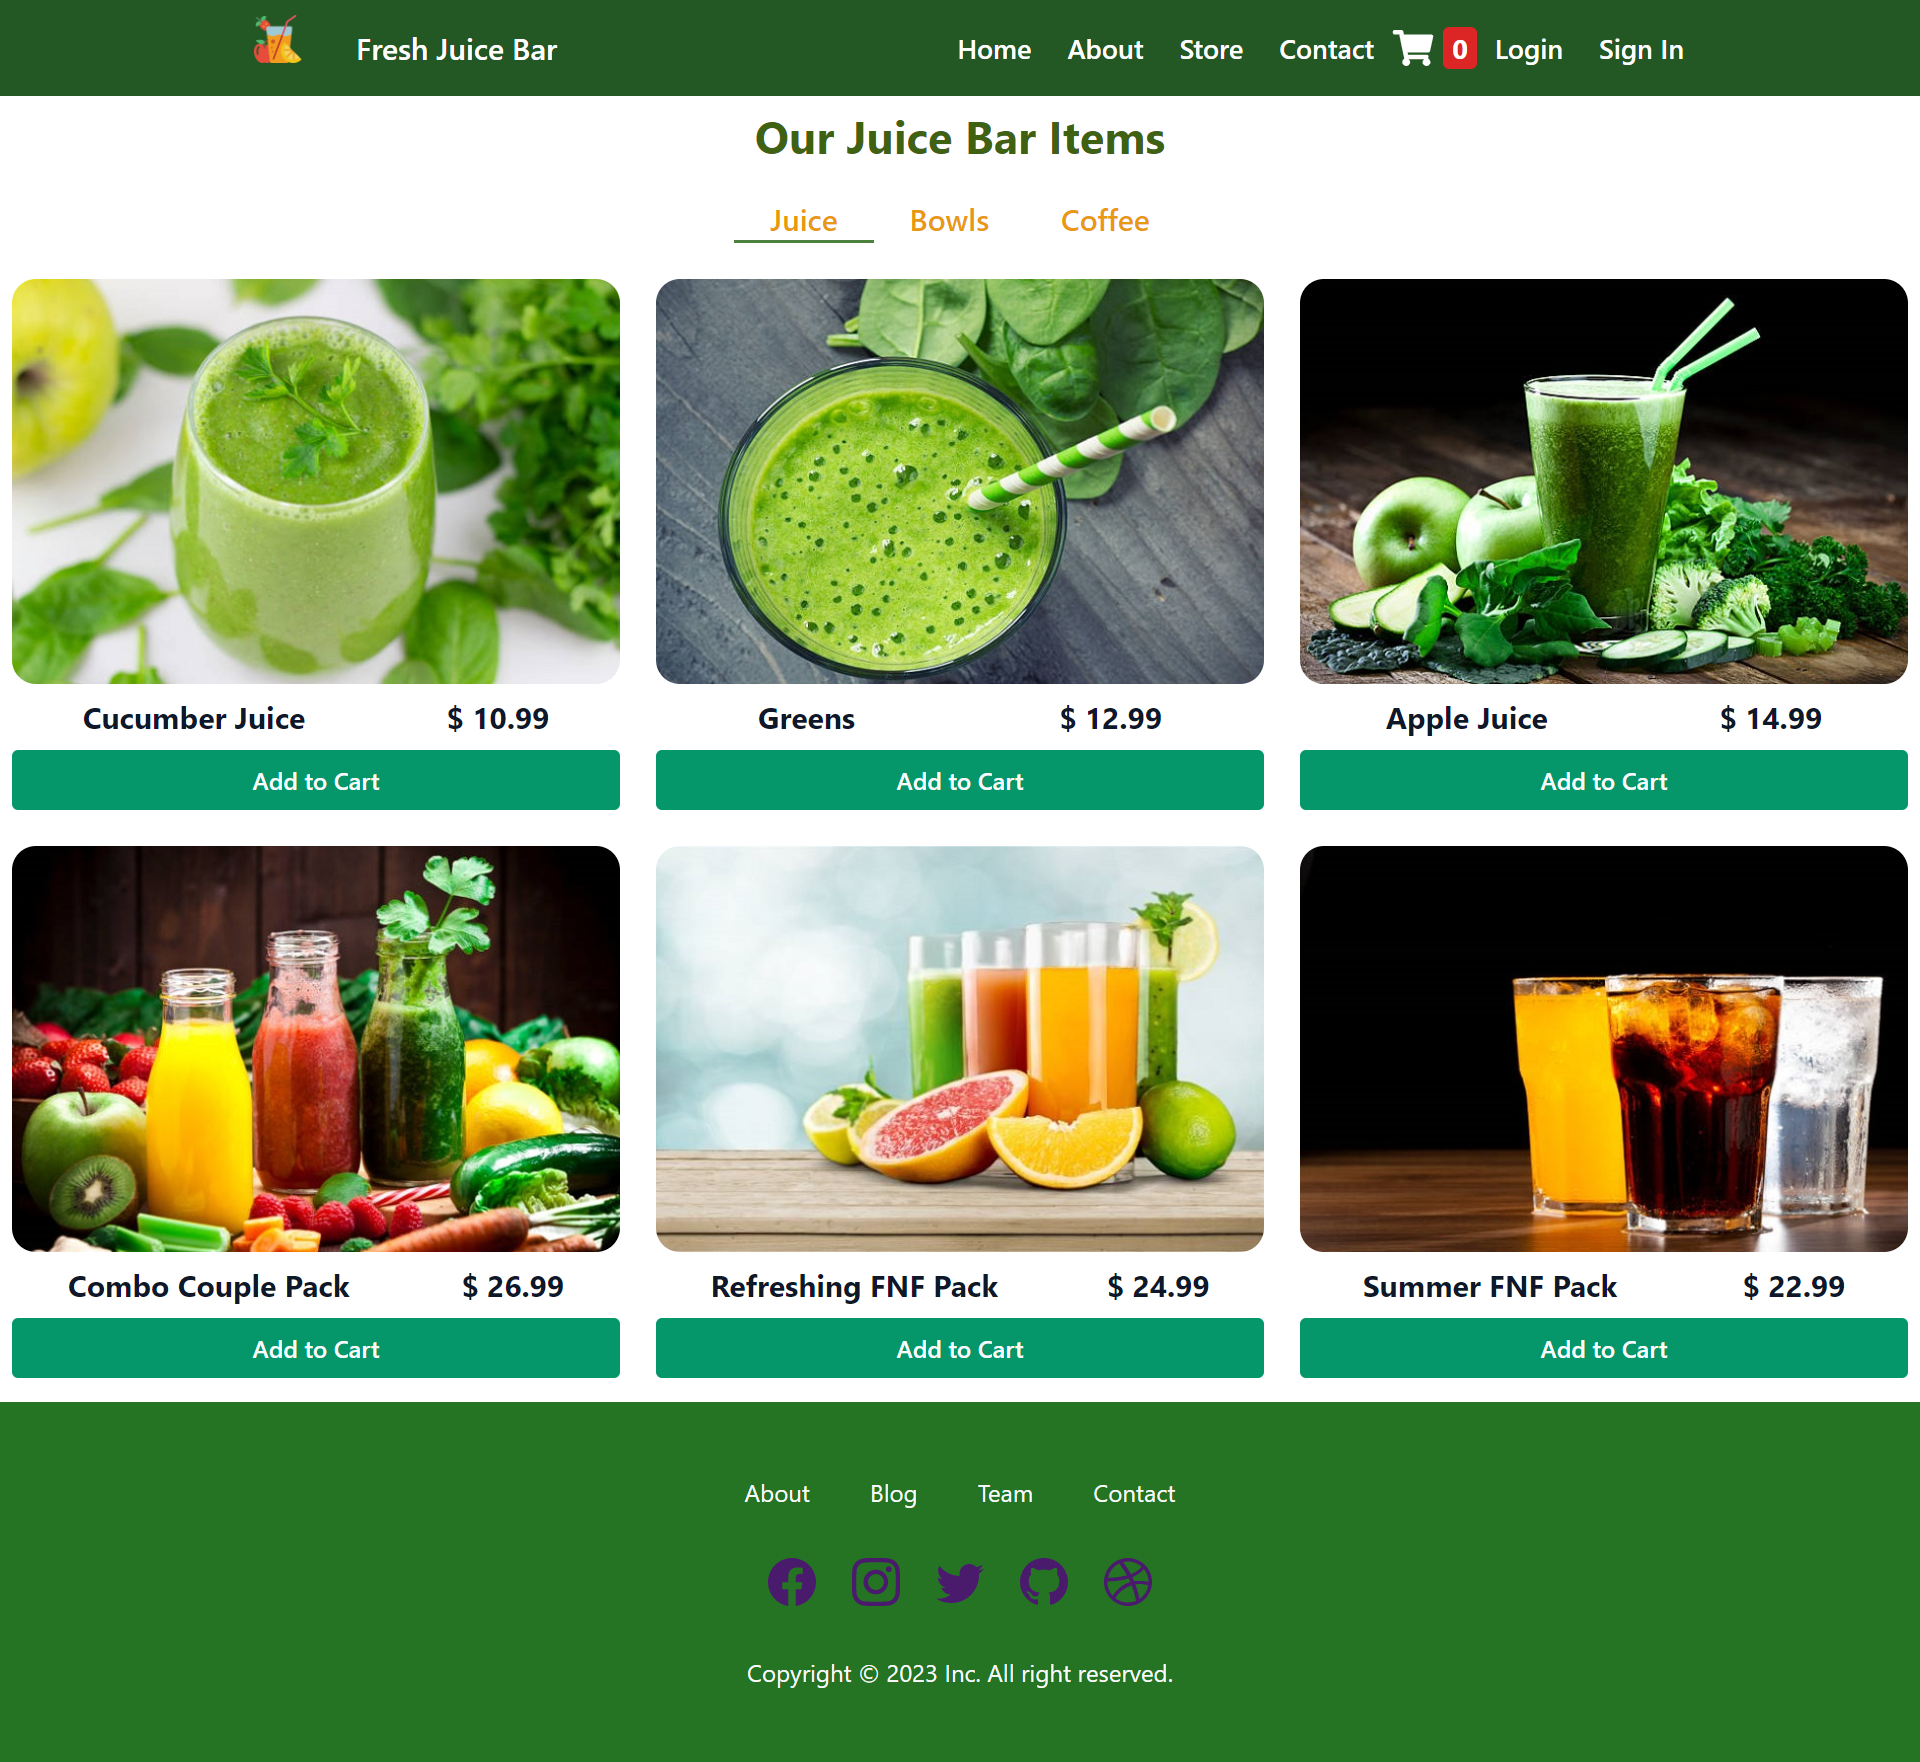 Fresh Juice Bar
Home About Store Contact 0 Login Sign In
Our Juice Bar Items
Juice Bowls Coffee
Cucumber Juice $ 10.99
Add to Cart
Greens $ 12.99
Add to Cart
Apple Juice $ 14.99
Add to Cart
Combo Couple Pack $ 26.99
Add to Cart
Refreshing FNF Pack $ 24.99
Add to Cart
Summer FNF Pack $ 22.99
Add to Cart
About Blog Team Contact
Copyright © 2023 Inc. All right reserved.